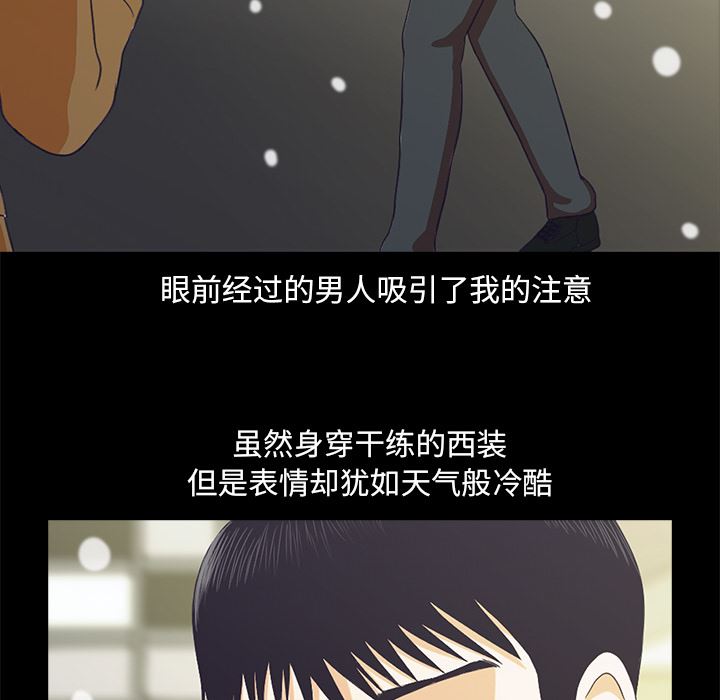 眼前经过的男人吸引了我的注意
虽然身穿干练的西装
但是表情却犹如天气般冷酷